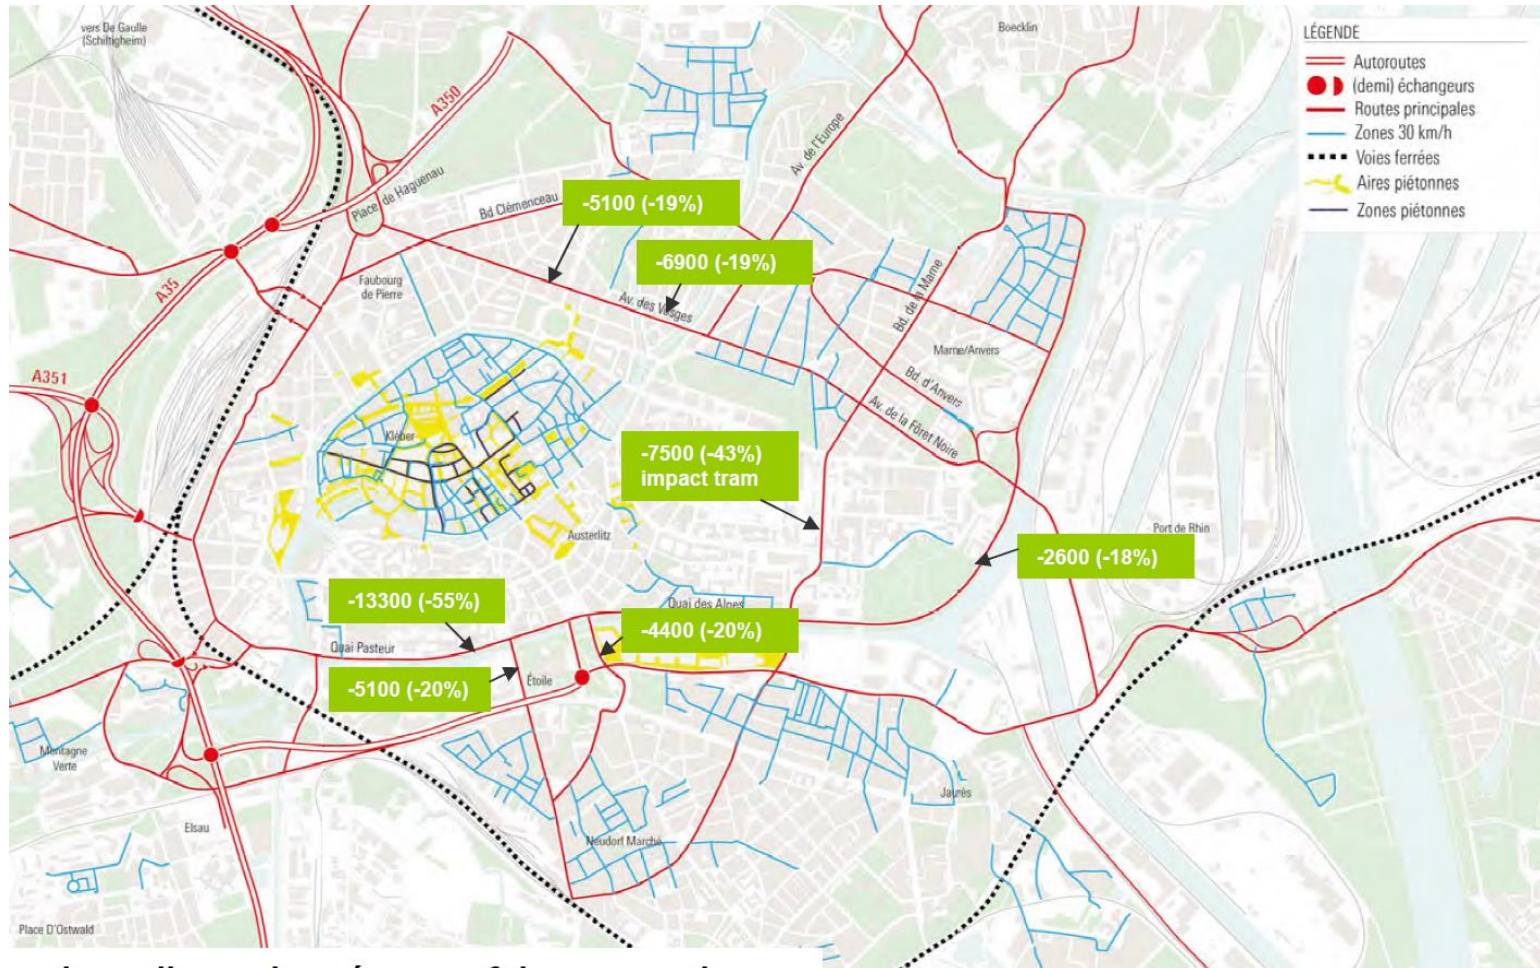 vers De Gaulle
(Schiltigheim)
Boecklin
LÉGENDE
Autoroutes
(demi) échangeurs
Routes principales
Zones 30 km/h
Voies ferrées
Aires piétonnes
Zones piétonnes
A350
Av. de l'Europe
Place de Haguenau
Bd Clémenceau
-5100 (-19%)
-6900 (-19%)
A35
Faubourg
de Pierre
Av. des Vosges
Bd. de la Marne
Marne/Anvers
A351
Bd. d'Anvers
Av. de la Fôret Noire
Kléber
-7500 (-43%)
impact tram
Austerlitz
Port de Rhin
-2600 (-18%)
-13300 (-55%)
Quai des Alpes
-4400 (-20%)
Quai Pasteur
-5100 (-20%)
Étoile
Montagne
Verte
Jaurès
Elsau
Neudorf Marché
Place D'Ostwald